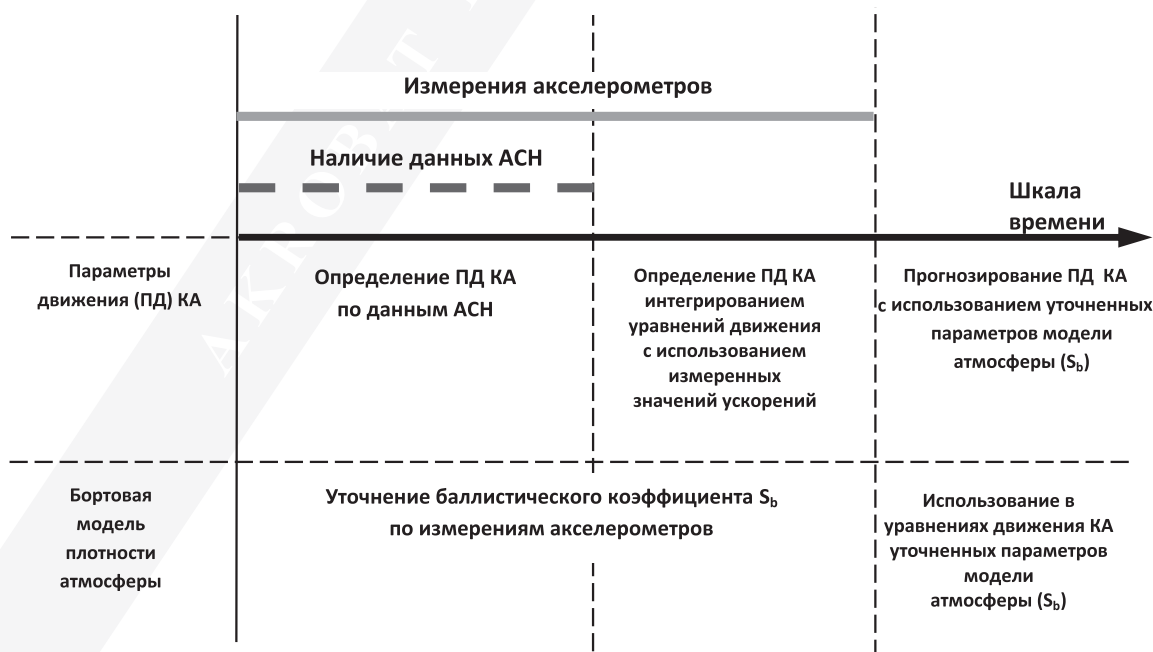 Измерения акселерометров
Наличие данных АСН
Шкала
времени
Параметры
движения (ПД) КА
Определение ПД КА
по данным АСН
Определение ПД КА
интегрированием
уравнений движения
с использованием
измеренных
значений ускорений
Прогнозирование ПД КА
с использованием уточненных
параметров модели
атмосферы (Sb)
Бортовая
модель
плотности
атмосферы
Уточнение баллистического коэффициента Sb
по измерениям акселерометров
Использование в
уравнениях движения КА
уточненных параметров
модели
атмосферы (Sb)